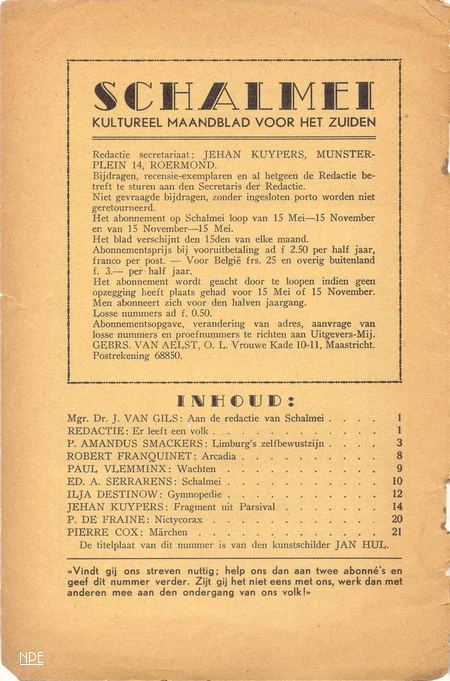 SCHALMEI
KULTUREEL MAANDBLAD VOOR HET ZUIDEN
Redactie secretariaat: JEHAN KUYPERS, MUNSTER-
PLEIN 14, ROERMOND.
Bijdragen, recensie-exemplaren en al hetgeen de Redactie be-
treft te sturen aan den Secretaris der Redactie.
Niet gevraagde bijdragen, zonder ingesloten porto worden niet
geretourneerd.
Het abonnement op Schalmei loop van 15 Mei—15 November
en van 15 November—15 Mei.
Het blad verschijnt den 15den van elke maand.
Abonnementsprijs bij vooruitbetaling ad f 2.50 per half jaar,
franco per post. — Voor België frs. 25 en overig buitenland
f. 3.— per half jaar.
Het abonnement wordt geacht door te loopen indien geen
opzegging heeft plaats gehad voor 15 Mei of 15 November.
Men abonneert zich voor den halven jaargang.
Losse nummers ad f. 0.50.
Abonnementsopgave, verandering van adres, aanvrage van
losse nummers en proefnummers te richten aan Uitgevers-Mij.
GEBRS. VAN AELST, O. L. Vrouwe Kade 10-11, Maastricht.
Postrekening 68850.
INHOUD:
Mgr. Dr. J. VAN GILS: Aan de redactie van Schalmei . . . . 1
REDACTIE: Er leeft een volk . . . . . . . . . . . 1
P. AMANDUS SMACKERS: Limburg's zelfbewustzijn . . . . 3
ROBERT FRANQUINET: Arcadia . . . . . . . . . 8
PAUL VLEMMINX: Wachten . . . . . . . . . . 9
ED. A. SERRARENS: Schalmei . . . . . . . . . . 10
ILJA DESTINOW: Gymnopedie . . . . . . . . . . 12
JEHAN KUYPERS: Fragment uit Parsival . . . . . . . 14
P. DE FRAINE: Nictycorax . . . . . . . . . . . 20
PIERRE COX: Märchen . . . . . . . . . . . . 21
De titelplaat van dit nummer is van den kunstschilder JAN HUL.
«Vindt gij ons streven nuttig; help ons dan aan twee abonné's en
geef dit nummer verder. Zijt gij het niet eens met ons, werk dan met
anderen mee aan den ondergang van ons volk!»
NPE